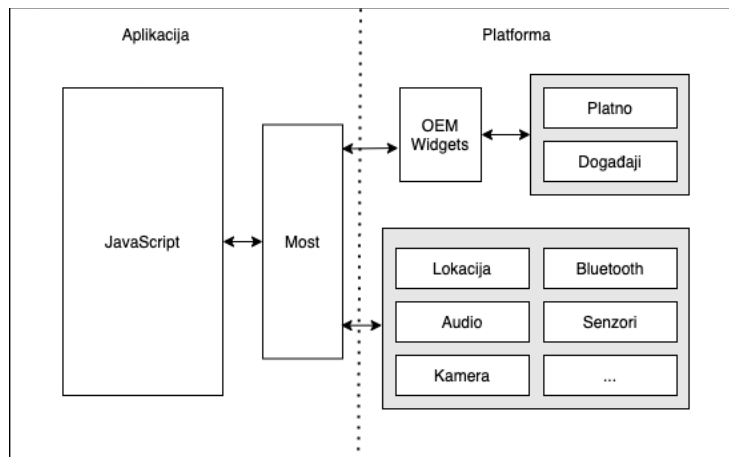 Aplikacija
Platforma
JavaScript
Most
OEM
Widgets
Platno
Događaji
Lokacija
Bluetooth
Audio
Senzori
Kamera
...